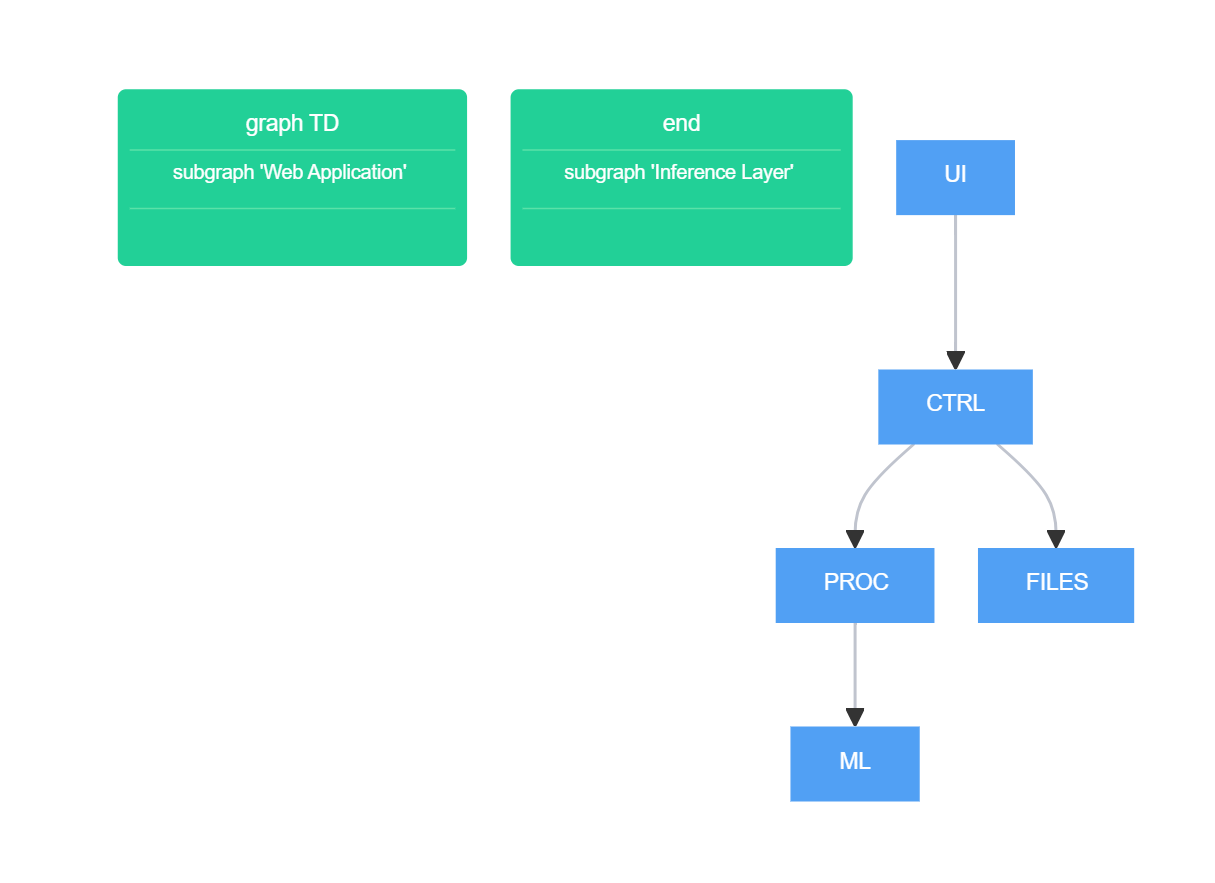 graph TD
subgraph 'Web Application'
end
subgraph 'Inference Layer'
UI
CTRL
PROC
FILES
ML